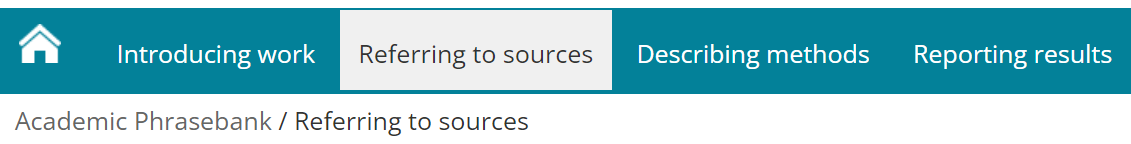 Introducing work Referring to sources Describing methods Reporting results
Academic Phrasebank / Referring to sources